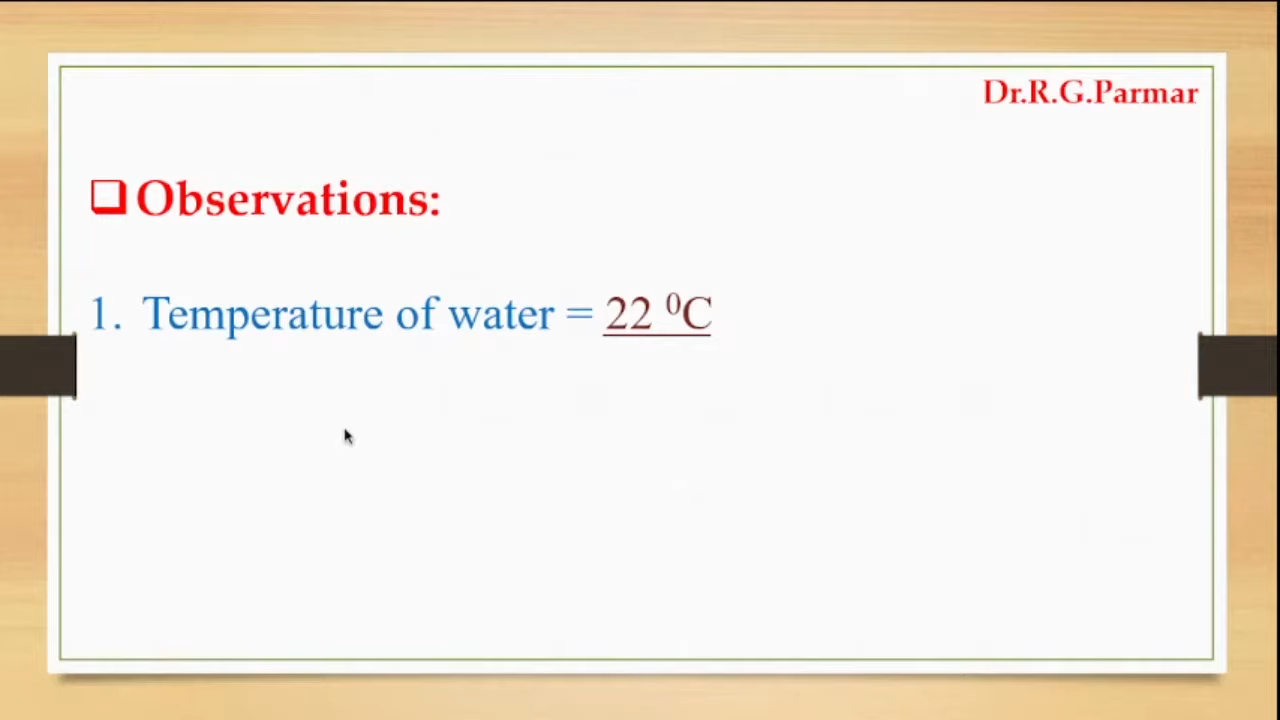 Dr.R.G.Parmar
Observations:
1. Temperature of water = 22 ⁰C